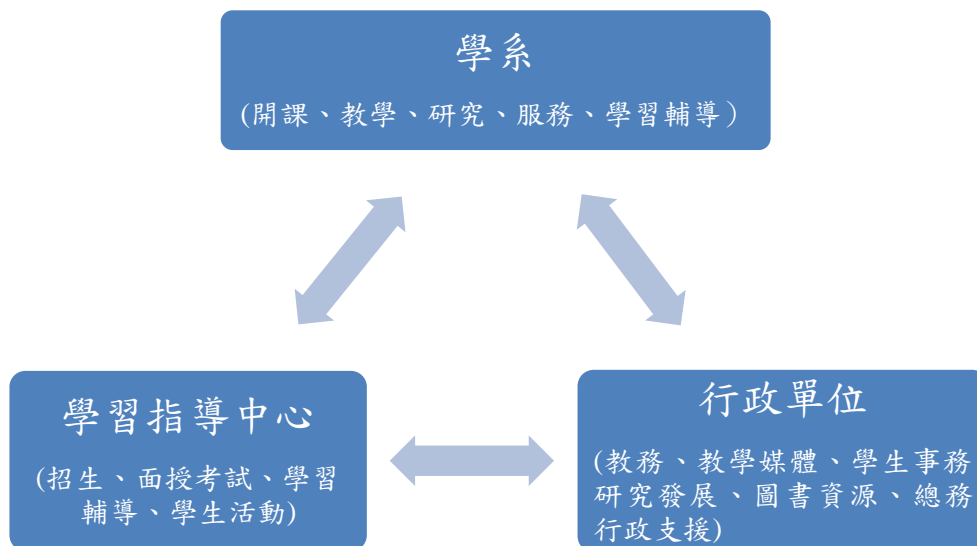 學系
(開課、教學、研究、服務、學習輔導)
學習指導中心
(招生、面授考試、學習
輔導、學生活動)
行政單位
(教務、教學媒體、學生事務
研究發展、圖書資源、總務
行政支援)